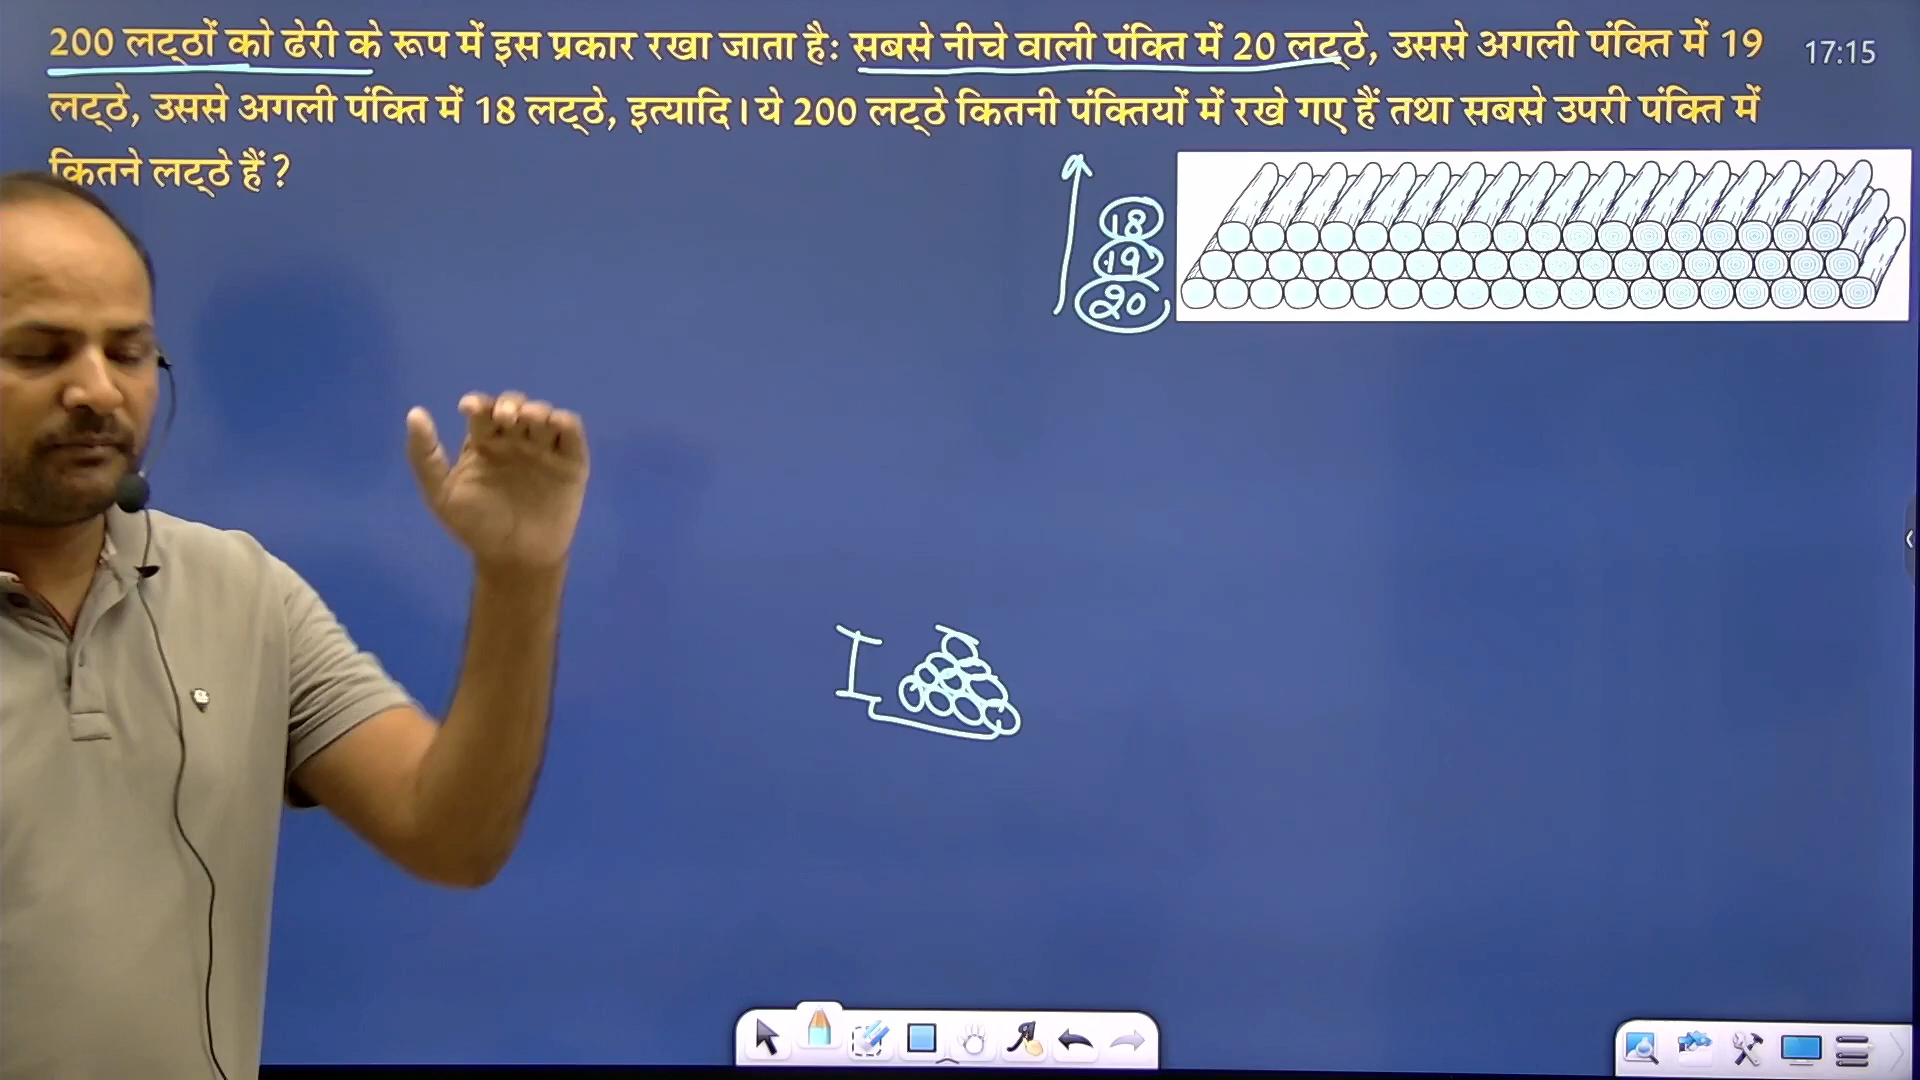 200 लट्ठों को ढेरी के रूप में इस प्रकार रखा जाता है: सबसे नीचे वाली पंक्ति में 20 लट्ठे, उससे अगली पंक्ति में 19
17:15
लट्ठे, उससे अगली पंक्ति में 18 लट्ठे, इत्यादि। ये 200 लट्ठे कितनी पंक्तियों में रखे गए हैं तथा सबसे उपरी पंक्ति में
कितने लट्ठे हैं ?
18
19
20